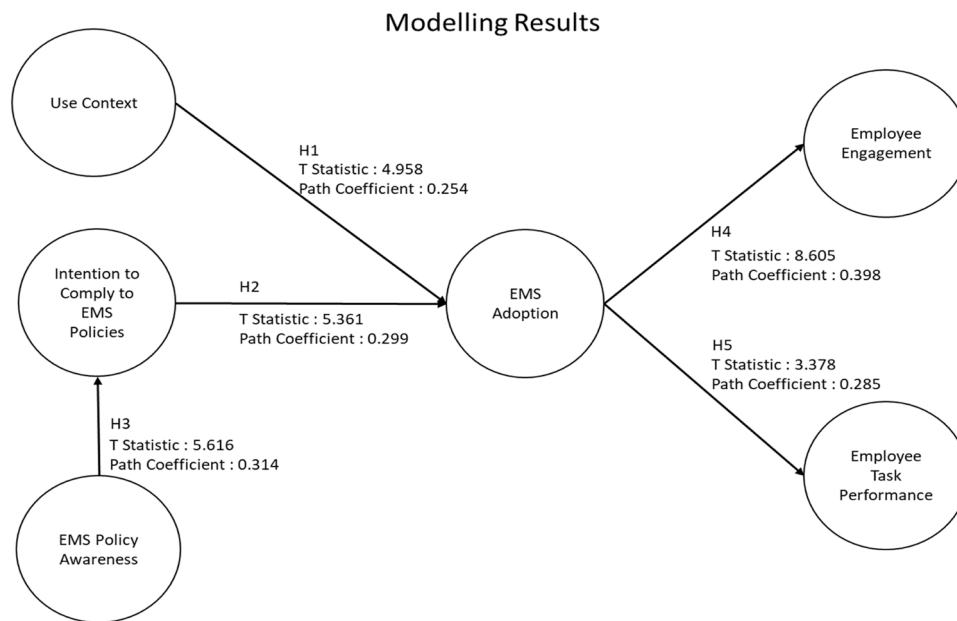 Modelling Results
Use Context
H1
T Statistic : 4.958
Path Coefficient : 0.254
Employee
Engagement
H4
T Statistic : 8.605
Path Coefficient : 0.398
Intention to
Comply to
EMS
Policies
H2
T Statistic : 5.361
Path Coefficient : 0.299
EMS
Adoption
H5
T Statistic : 3.378
Path Coefficient : 0.285
H3
T Statistic : 5.616
Path Coefficient : 0.314
Employee
Task
Performance
EMS Policy
Awareness